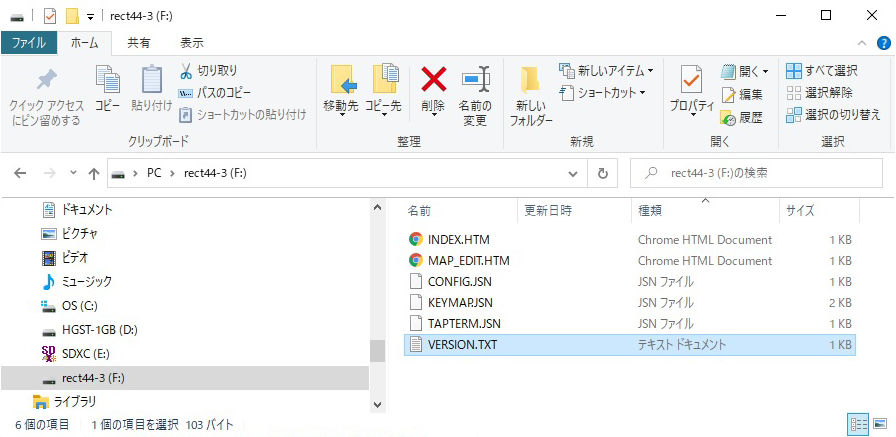 rect44-3 (F:)
ファイル ホーム 共有 表示
クイック アクセス
にピン留めする
コピー
貼り付け
切り取り
パスのコピー
ショートカットの貼り付け
クリップボード
移動先
コピー先
削除
名前の
変更
整理
新しい
フォルダー
新しいアイテム
ショートカット
新規
プロパティ
開く
編集
履歴
開く
すべて選択
選択解除
選択の切り替え
選択
PC rect44-3 (F:)
rect44-3 (F:)の検索
ドキュメント
ピクチャ
ビデオ
ミュージック
OS (C:)
HGST-1GB (D:)
SDXC (E:)
rect44-3 (F:)
ライブラリ
名前 更新日時 種類 サイズ
INDEX.HTM Chrome HTML Document 1 KB
MAP_EDIT.HTM Chrome HTML Document 1 KB
CONFIG.JSN JSN ファイル 1 KB
KEYMAP.JSN JSN ファイル 2 KB
TAPTERM.JSN JSN ファイル 1 KB
VERSION.TXT テキスト ドキュメント 1 KB
6 個の項目 1 個の項目を選択 103 バイト